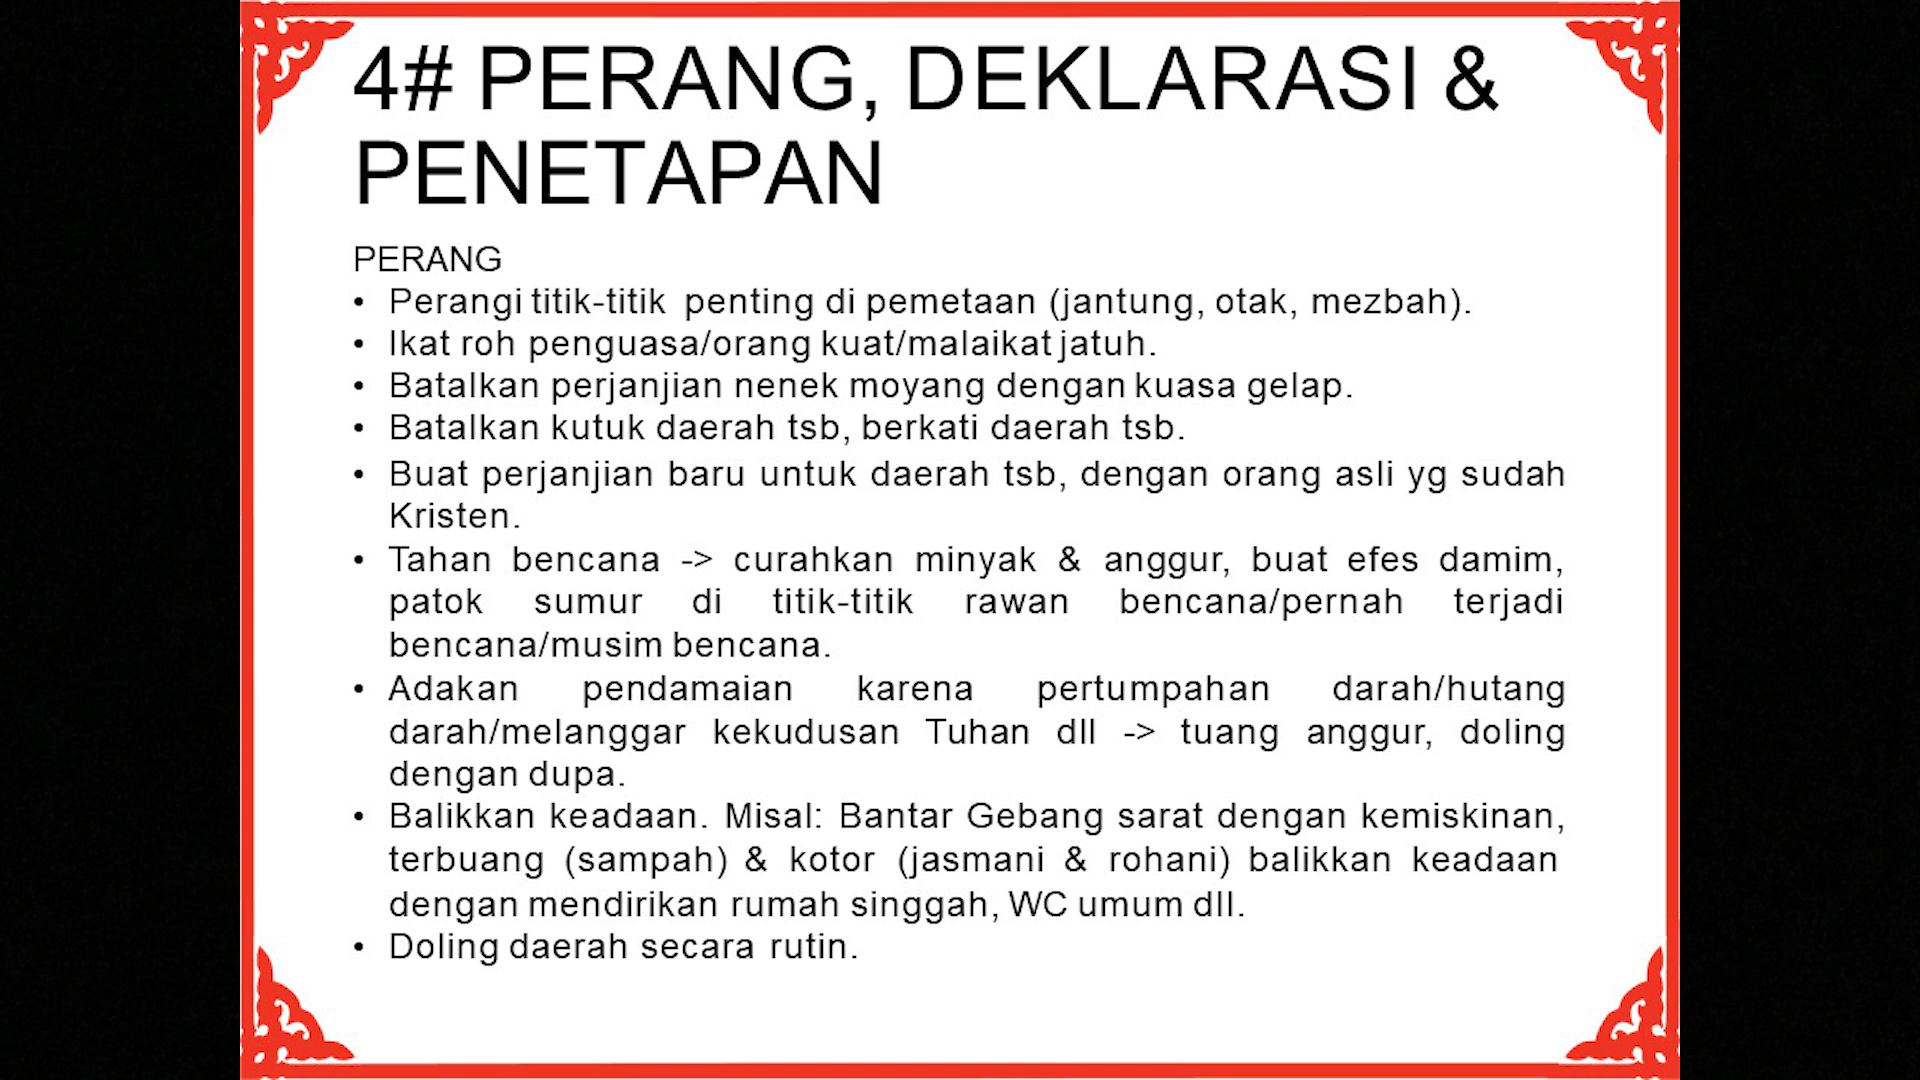 4# PERANG, DEKLARASI &
PENETAPAN
PERANG
• Perangi titik-titik penting di pemetaan (jantung, otak, mezbah).
• Ikat roh penguasa/orang kuat/malaikat jatuh.
• Batalkan perjanjian nenek moyang dengan kuasa gelap.
• Batalkan kutuk daerah tsb, berkati daerah tsb.
• Buat perjanjian baru untuk daerah tsb, dengan orang asli yg sudah
Kristen.
• Tahan bencana -> curahkan minyak & anggur, buat efes damim,
patok sumur di titik-titik rawan bencana/pernah terjadi
bencana/musim bencana.
• Adakan pendamaian karena pertumpahan darah/hutang
darah/melanggar kekudusan Tuhan dll -> tuang anggur, doling
dengan dupa.
• Balikkan keadaan. Misal: Bantar Gebang sarat dengan kemiskinan,
terbuang (sampah) & kotor (jasmani & rohani) balikkan keadaan
dengan mendirikan rumah singgah, WC umum dll.
• Doling daerah secara rutin.